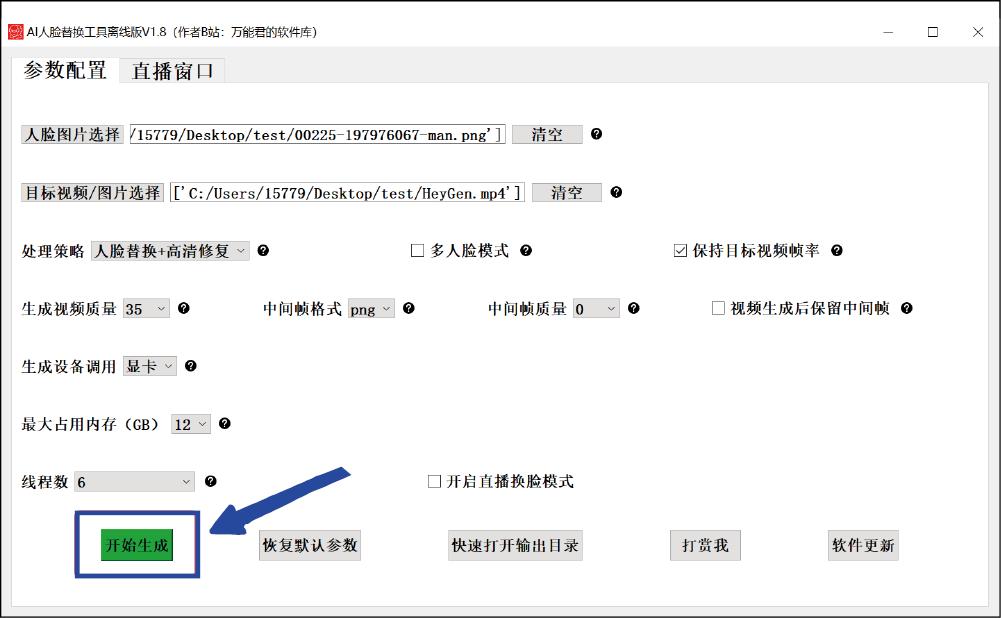 AI人脸替换工具离线版V1.8（作者B站：万能君的软件库）
参数配置 直播窗口
人脸图片选择 /15779/Desktop/test/00225-197976067-man.png'] 清空 ?
目标视频/图片选择 ['C:/Users/15779/Desktop/test/HeyGen.mp4'] 清空 ?
处理策略 人脸替换+高清修复 ? 多人脸模式 ? 保持目标视频帧率 ?
生成视频质量 35 ? 中间帧格式 png ? 中间帧质量 0 ? 视频生成后保留中间帧 ?
生成设备调用 显卡 ?
最大占用内存（GB） 12 ?
线程数 6 ? 开启直播换脸模式
开始生成 恢复默认参数 快速打开输出目录 打赏我 软件更新